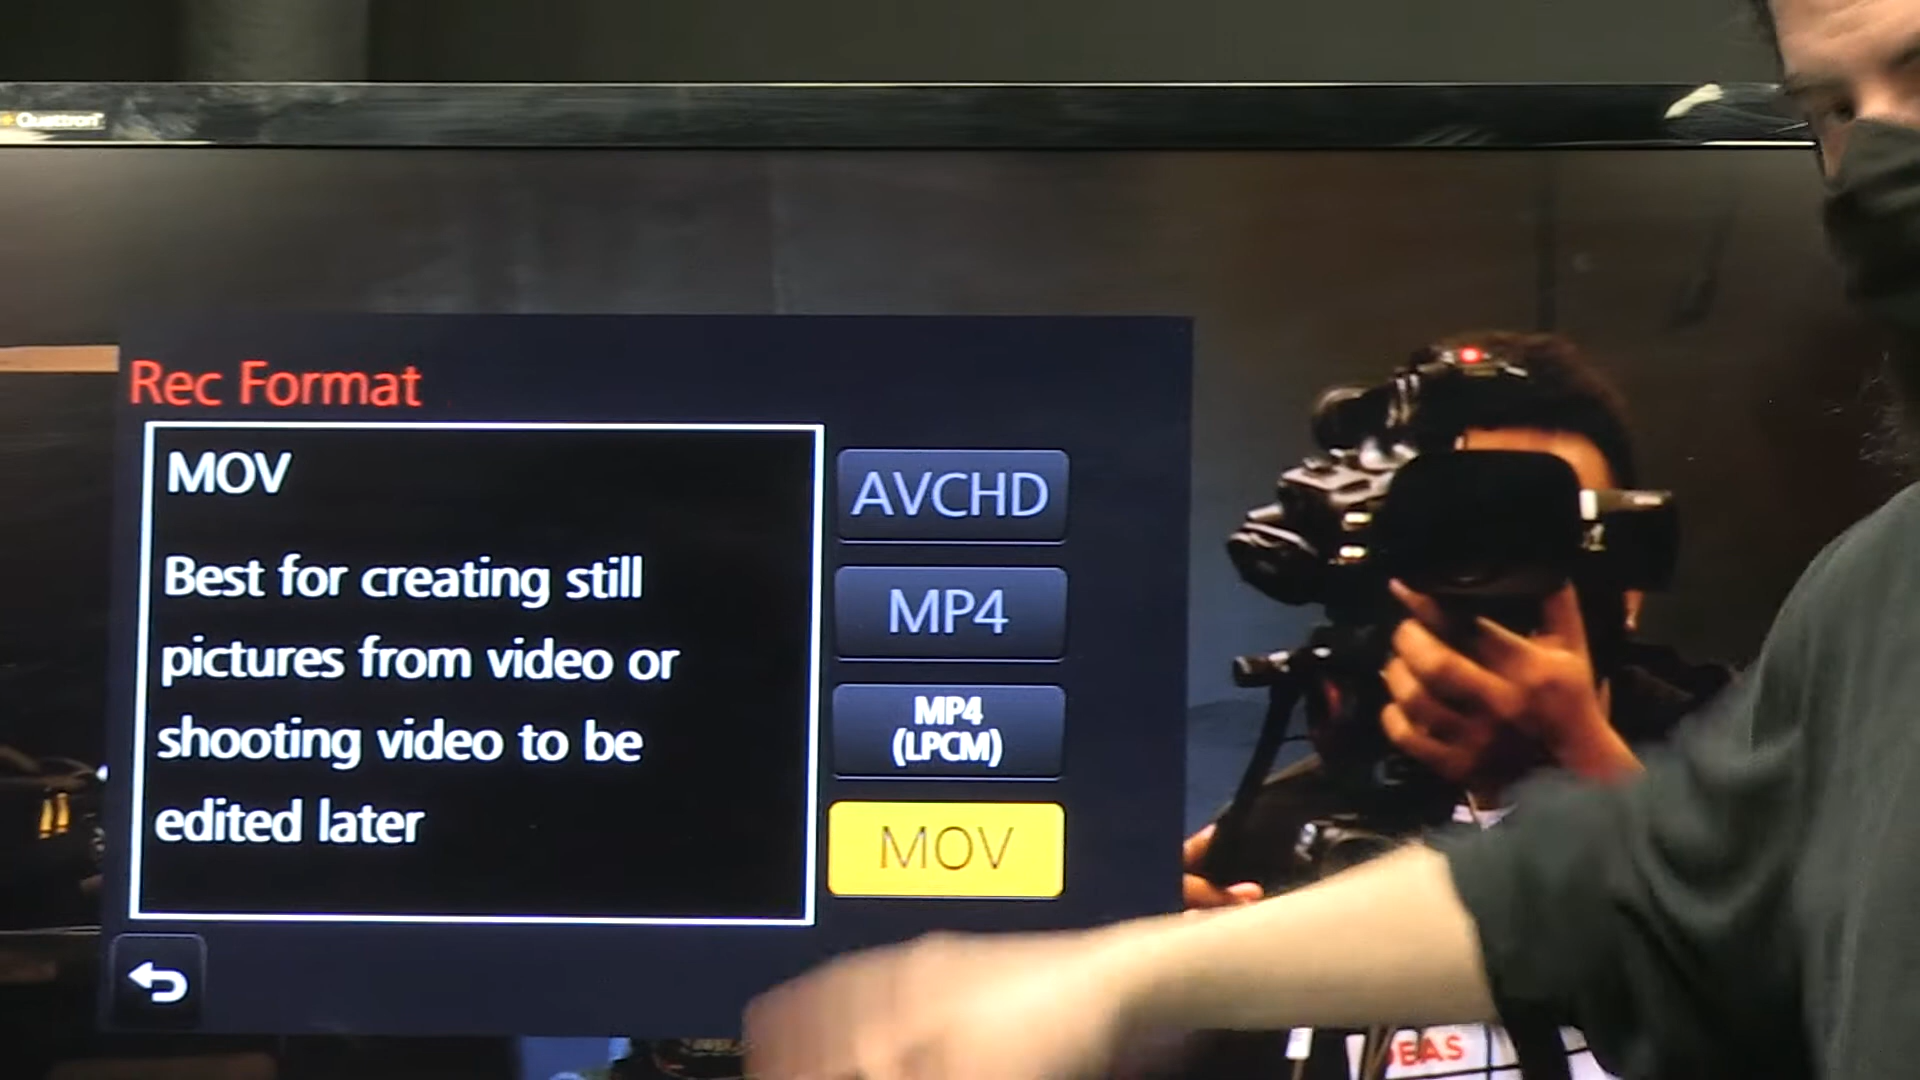 Quattron
Rec Format
MOV
Best for creating still
pictures from video or
shooting video to be
edited later
AVCHD
MP4
MP4
(LPCM)
MOV